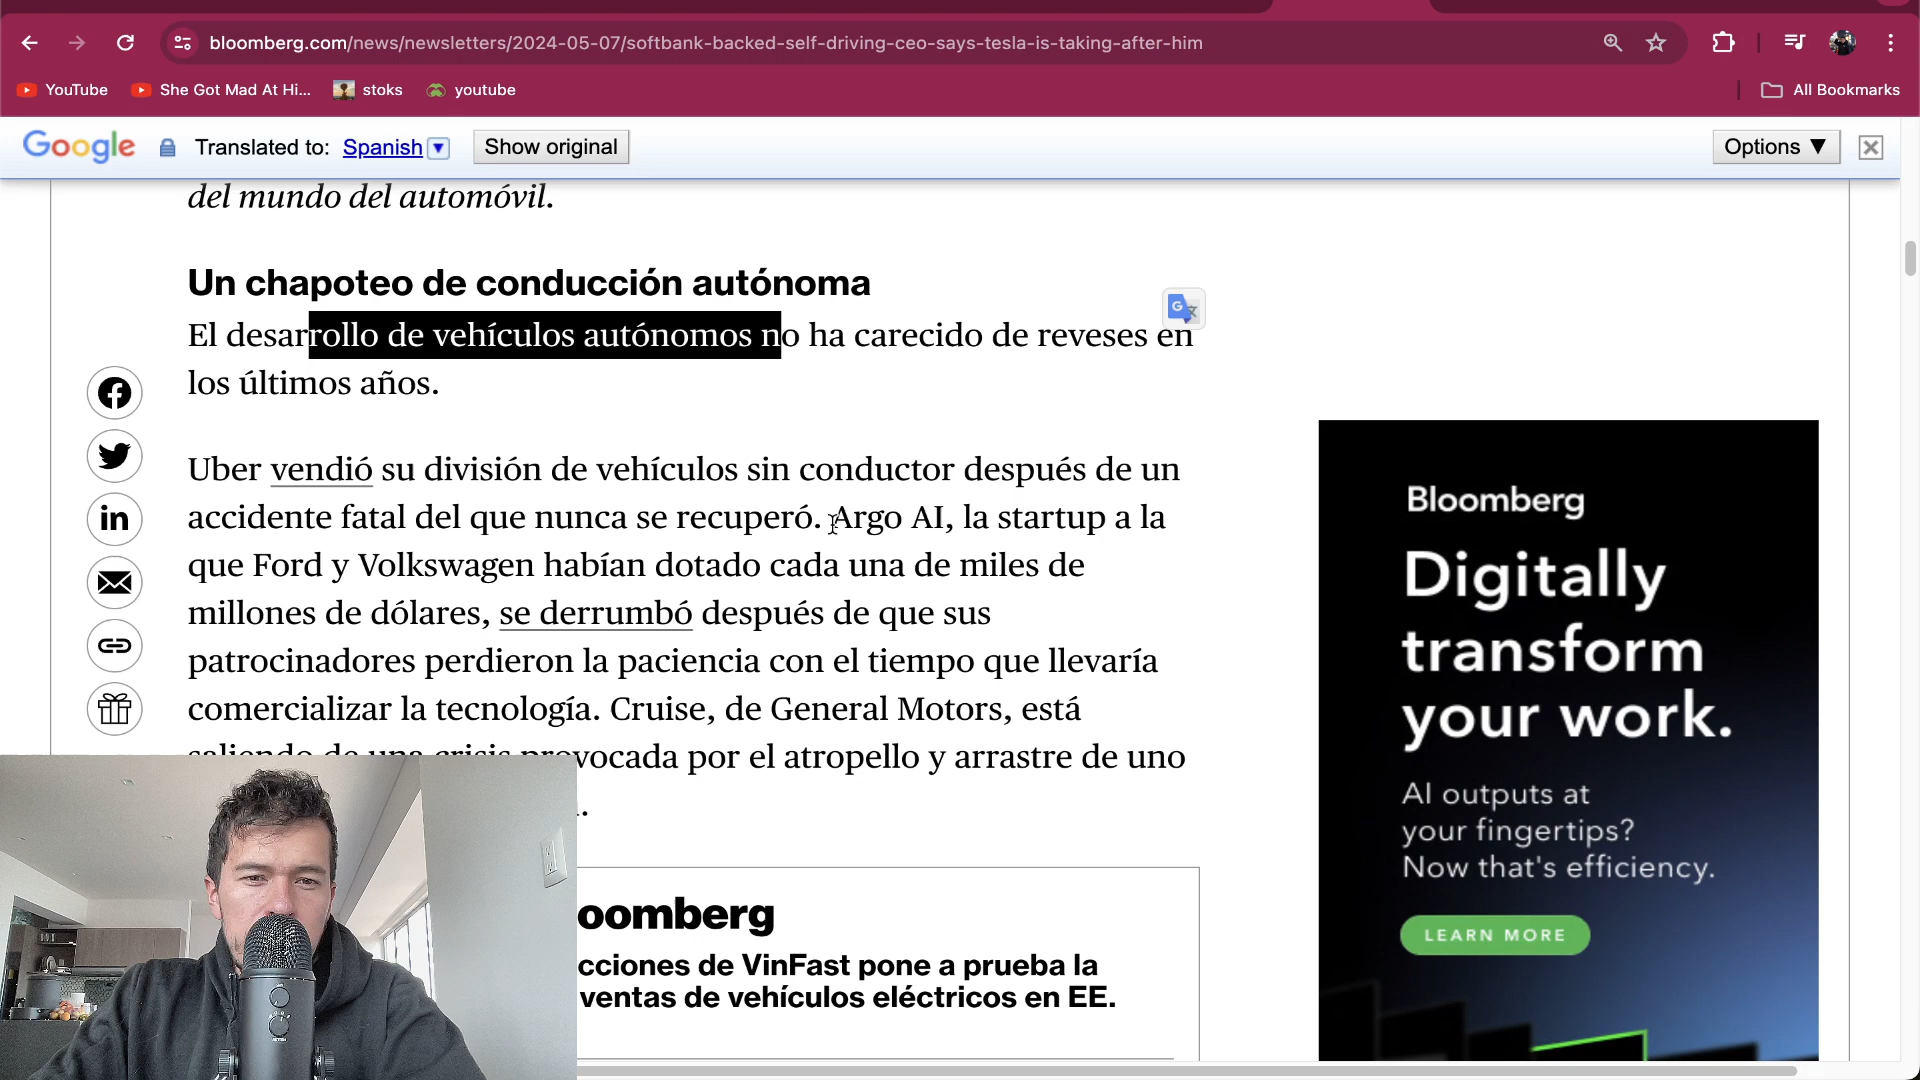 bloomberg.com/news/newsletters/2024-05-07/softbank-backed-self-driving-ceo-says-tesla-is-taking-after-him
YouTube
She Got Mad At Hi...
stoks
youtube
All Bookmarks
Google
Translated to: Spanish
Show original
Options ▼
del mundo del automóvil.
Un chapoteo de conducción autónoma
El desarrollo de vehículos autónomos no ha carecido de reveses en
los últimos años.
Uber vendió su división de vehículos sin conductor después de un
accidente fatal del que nunca se recuperó. Argo AI, la startup a la
que Ford y Volkswagen habían dotado cada una de miles de
millones de dólares, se derrumbó después de que sus
patrocinadores perdieron la paciencia con el tiempo que llevaría
comercializar la tecnología. Cruise, de General Motors, está
saliendo de una crisis provocada por el atropello y arrastre de uno
Bloomberg
Digitally
transform
your work.
AI outputs at
your fingertips?
Now that's efficiency.
LEARN MORE
oomberg
cciones de VinFast pone a prueba la
ventas de vehículos eléctricos en EE.